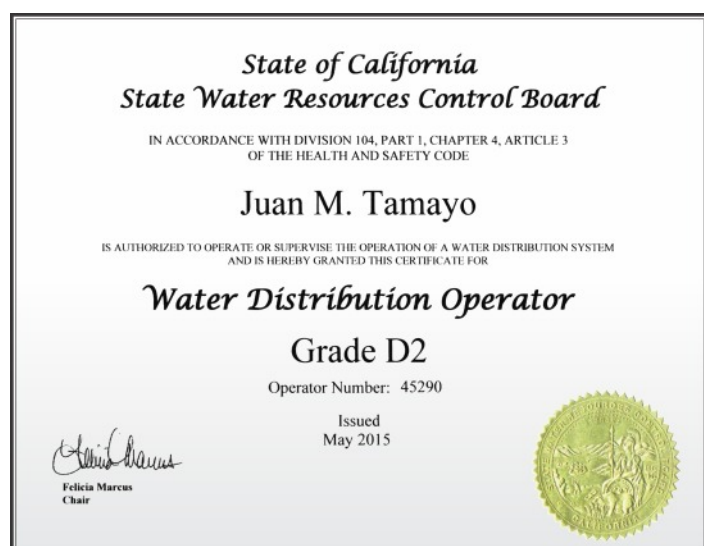 State of California
State Water Resources Control Board
IN ACCORDANCE WITH DIVISION 104, PART 1, CHAPTER 4, ARTICLE 3
OF THE HEALTH AND SAFETY CODE
Juan M. Tamayo
IS AUTHORIZED TO OPERATE OR SUPERVISE THE OPERATION OF A WATER DISTRIBUTION SYSTEM
AND IS HEREBY GRANTED THIS CERTIFICATE FOR
Water Distribution Operator
Grade D2
Operator Number: 45290
Issued
May 2015
Felicia Marcus
Felicia Marcus
Chair
CALIFORNIA